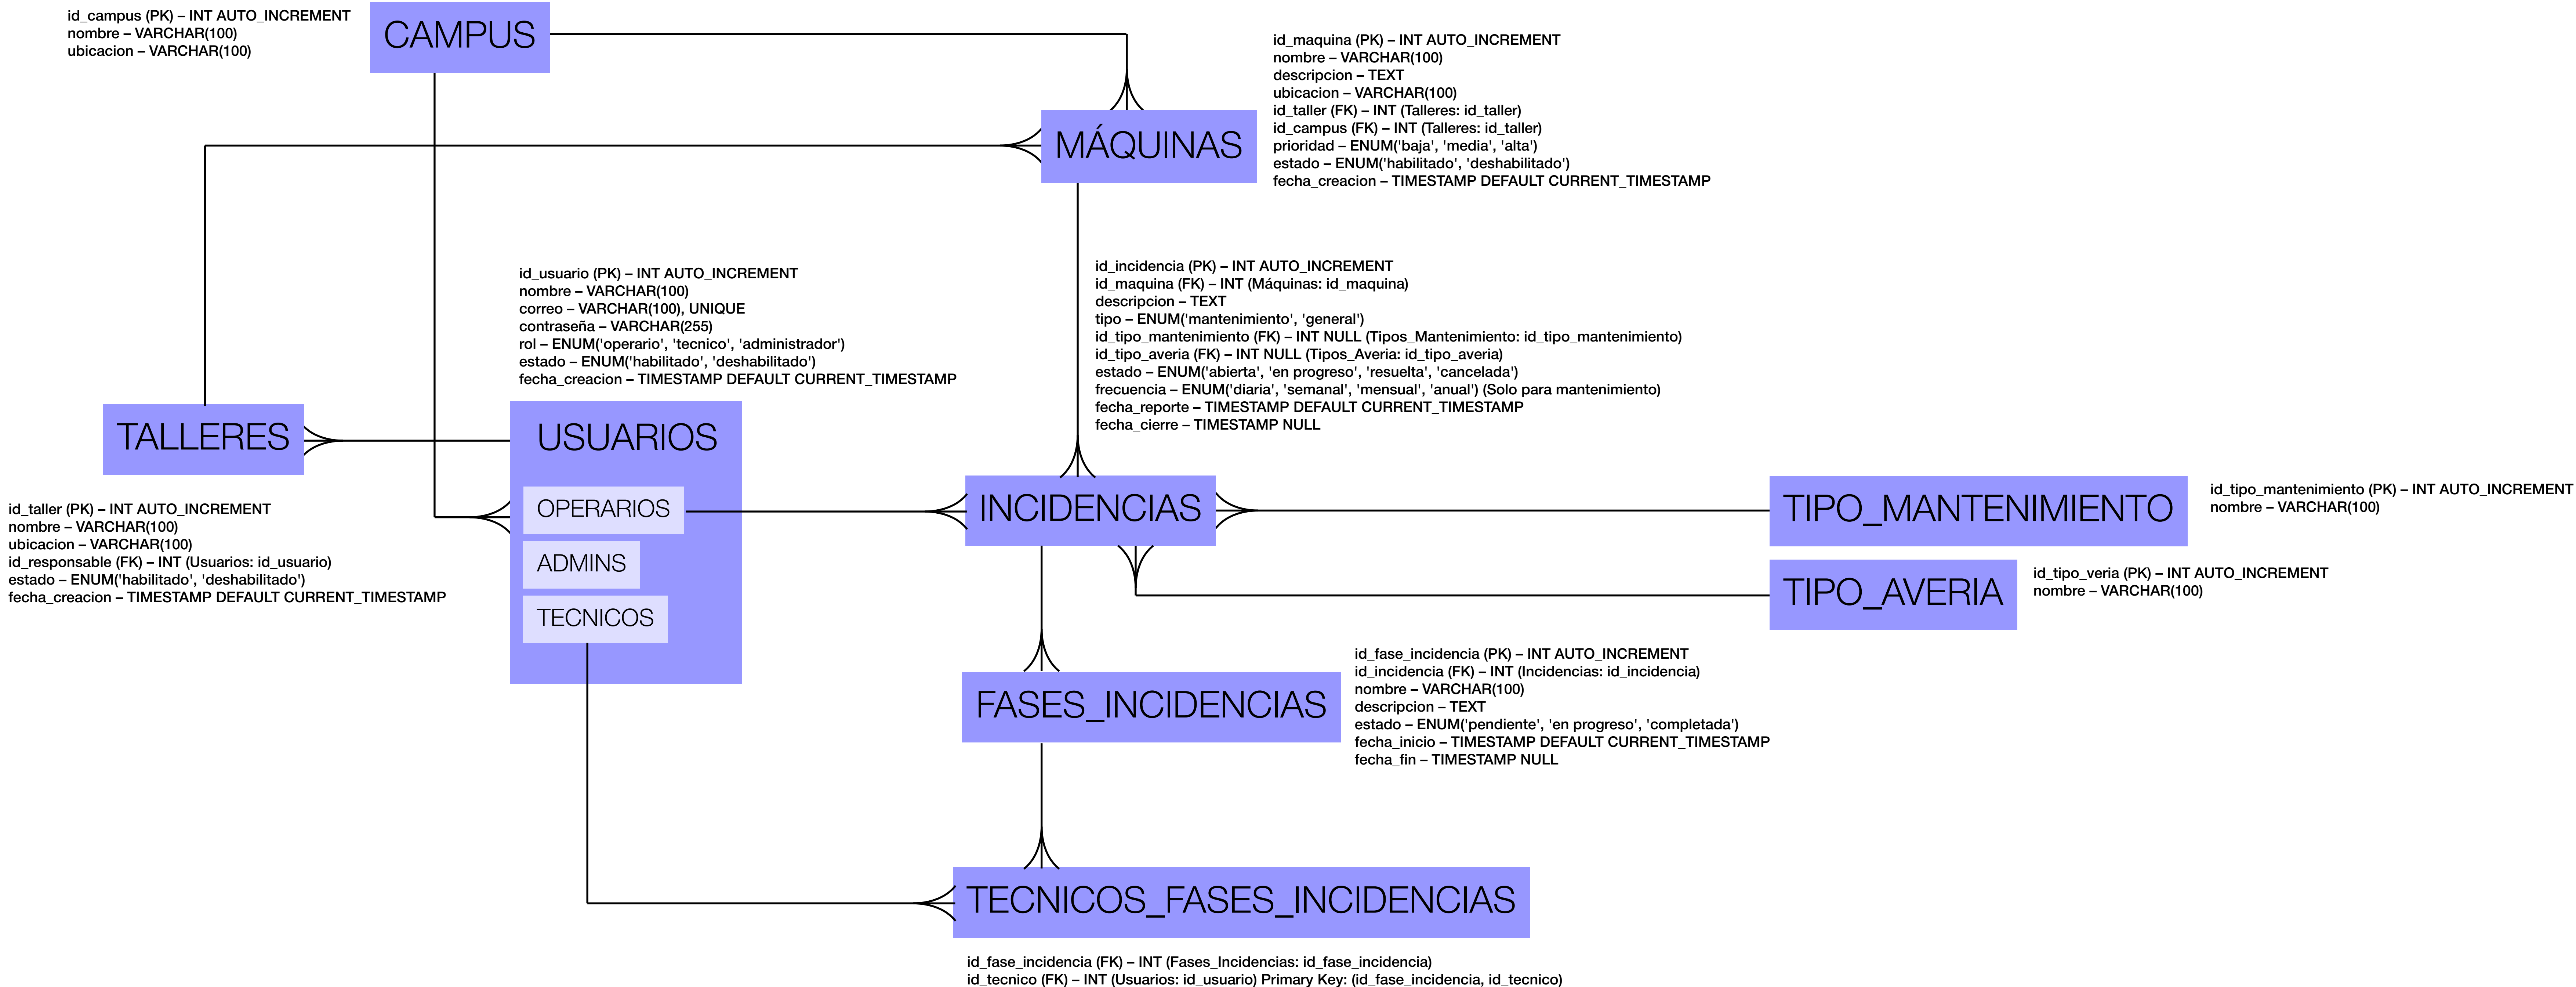 id_campus (PK) – INT AUTO_INCREMENT
nombre – VARCHAR(100)
ubicacion – VARCHAR(100)
CAMPUS
id_maquina (PK) – INT AUTO_INCREMENT
nombre – VARCHAR(100)
descripcion – TEXT
ubicacion – VARCHAR(100)
id_taller (FK) – INT (Talleres: id_taller)
id_campus (FK) – INT (Talleres: id_taller)
prioridad – ENUM('baja', 'media', 'alta')
estado – ENUM('habilitado', 'deshabilitado')
fecha_creacion – TIMESTAMP DEFAULT CURRENT_TIMESTAMP
MÁQUINAS
id_usuario (PK) – INT AUTO_INCREMENT
nombre – VARCHAR(100)
correo – VARCHAR(100), UNIQUE
contraseña – VARCHAR(255)
rol – ENUM('operario', 'tecnico', 'administrador')
estado – ENUM('habilitado', 'deshabilitado')
fecha_creacion – TIMESTAMP DEFAULT CURRENT_TIMESTAMP
id_incidencia (PK) – INT AUTO_INCREMENT
id_maquina (FK) – INT (Máquinas: id_maquina)
descripcion – TEXT
tipo – ENUM('mantenimiento', 'general')
id_tipo_mantenimiento (FK) – INT NULL (Tipos_Mantenimiento: id_tipo_mantenimiento)
id_tipo_averia (FK) – INT NULL (Tipos_Averia: id_tipo_averia)
estado – ENUM('abierta', 'en progreso', 'resuelta', 'cancelada')
frecuencia – ENUM('diaria', 'semanal', 'mensual', 'anual') (Solo para mantenimiento)
fecha_reporte – TIMESTAMP DEFAULT CURRENT_TIMESTAMP
fecha_cierre – TIMESTAMP NULL
TALLERES
USUARIOS
OPERARIOS
ADMINS
TECNICOS
id_taller (PK) – INT AUTO_INCREMENT
nombre – VARCHAR(100)
ubicacion – VARCHAR(100)
id_responsable (FK) – INT (Usuarios: id_usuario)
estado – ENUM('habilitado', 'deshabilitado')
fecha_creacion – TIMESTAMP DEFAULT CURRENT_TIMESTAMP
INCIDENCIAS
TIPO_MANTENIMIENTO
id_tipo_mantenimiento (PK) – INT AUTO_INCREMENT
nombre – VARCHAR(100)
TIPO_AVERIA
id_tipo_veria (PK) – INT AUTO_INCREMENT
nombre – VARCHAR(100)
FASES_INCIDENCIAS
id_fase_incidencia (PK) – INT AUTO_INCREMENT
id_incidencia (FK) – INT (Incidencias: id_incidencia)
nombre – VARCHAR(100)
descripcion – TEXT
estado – ENUM('pendiente', 'en progreso', 'completada')
fecha_inicio – TIMESTAMP DEFAULT CURRENT_TIMESTAMP
fecha_fin – TIMESTAMP NULL
TECNICOS_FASES_INCIDENCIAS
id_fase_incidencia (FK) – INT (Fases_Incidencias: id_fase_incidencia)
id_tecnico (FK) – INT (Usuarios: id_usuario) Primary Key: (id_fase_incidencia, id_tecnico)